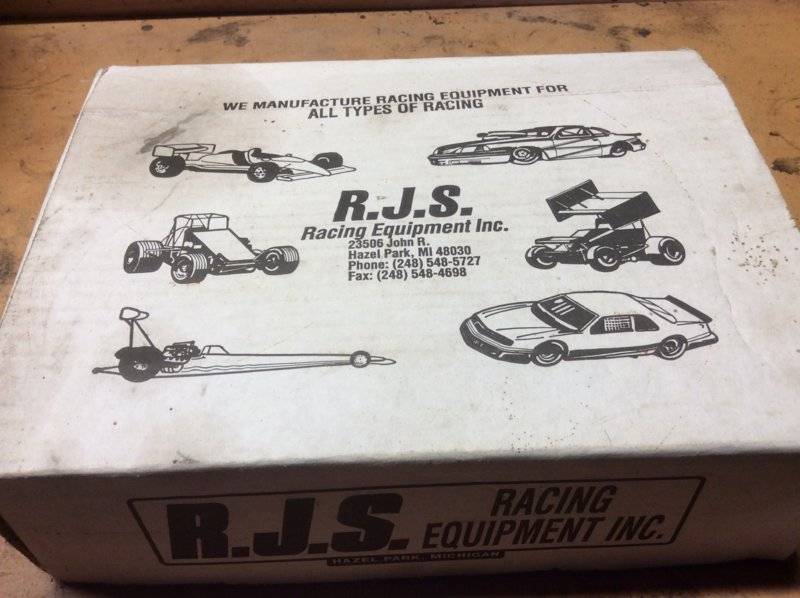 WE MANUFACTURE RACING EQUIPMENT FOR
ALL TYPES OF RACING
R.J.S.
Racing Equipment Inc.
23506 John R.
Hazel Park, MI 48030
Phone: (248) 548-5727
Fax: (248) 548-4698
R.J.S. RACING
EQUIPMENT INC.
HAZEL PARK, MICHIGAN